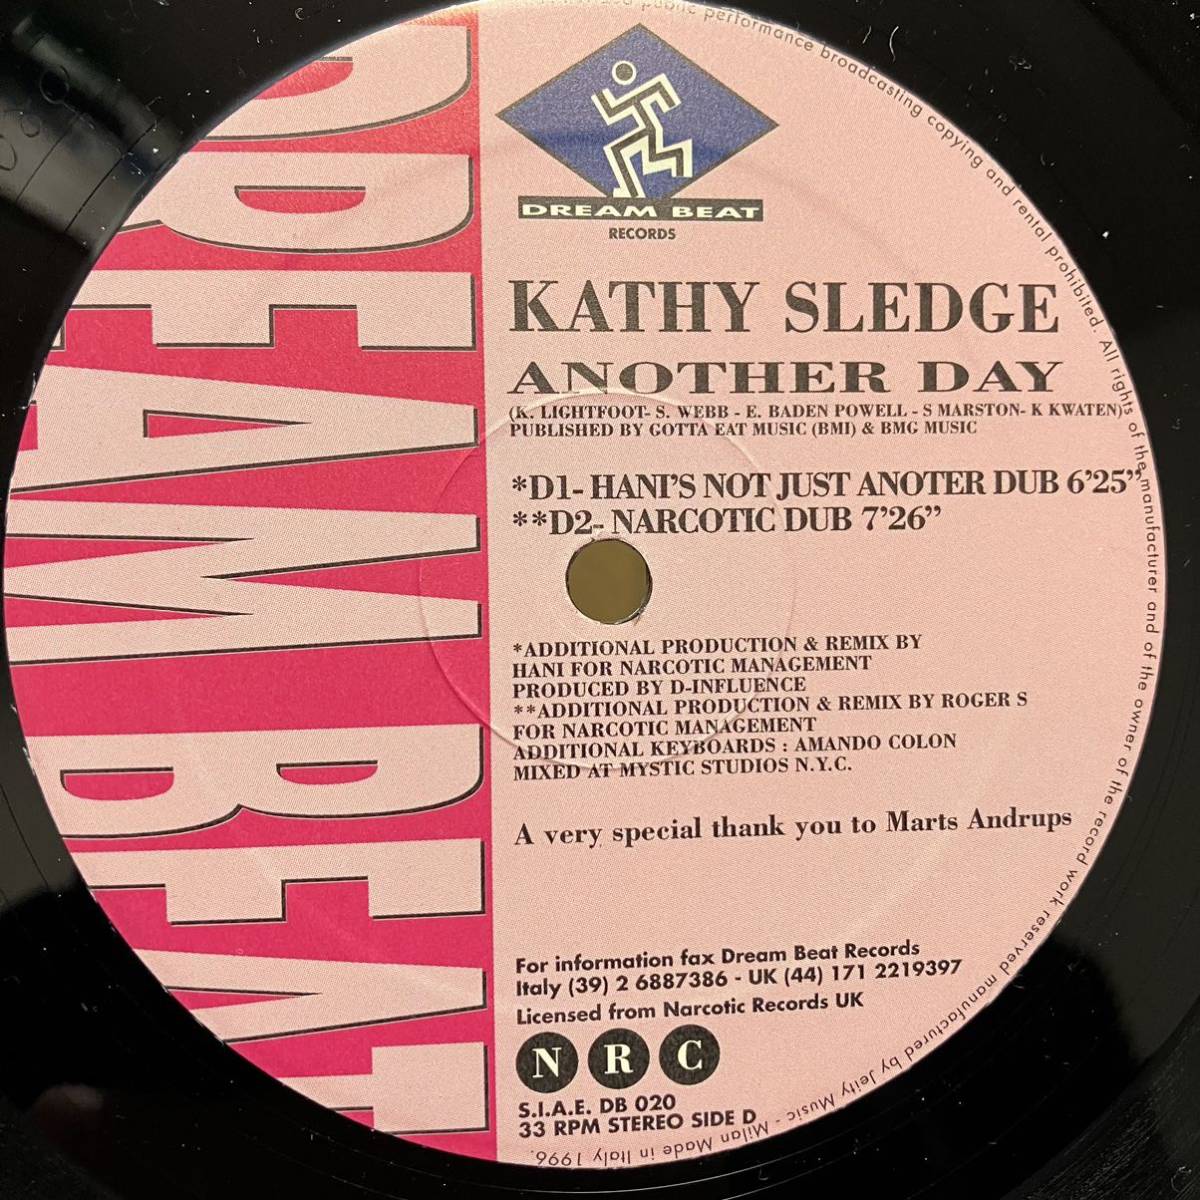 DREAM BEAT
DREAM BEAT
RECORDS
KATHY SLEDGE
ANOTHER DAY
(K. LIGHTFOOT- S. WEBB - E. BADEN POWELL - S MARSTON- K KWATEN)
PUBLISHED BY GOTTA EAT MUSIC (BMI) & BMG MUSIC
*D1- HANI'S NOT JUST ANOTER DUB 6'25"
**D2- NARCOTIC DUB 7'26"
*ADDITIONAL PRODUCTION & REMIX BY
HANI FOR NARCOTIC MANAGEMENT
PRODUCED BY D-INFLUENCE
**ADDITIONAL PRODUCTION & REMIX BY ROGER S
FOR NARCOTIC MANAGEMENT
ADDITIONAL KEYBOARDS : AMANDO COLON
MIXED AT MYSTIC STUDIOS N.Y.C.
A very special thank you to Marts Andrups
For information fax Dream Beat Records
Italy (39) 2 6887386 - UK (44) 171 2219397
Licensed from Narcotic Records UK
N R C
S.I.A.E. DB 020
33 RPM STEREO SIDE D
public performance broadcasting copying and rental prohibited. All rights of the manufacturer and of the owner of the record work reserved manufactured by Jeity Music - Milan Made in Italy 1996.